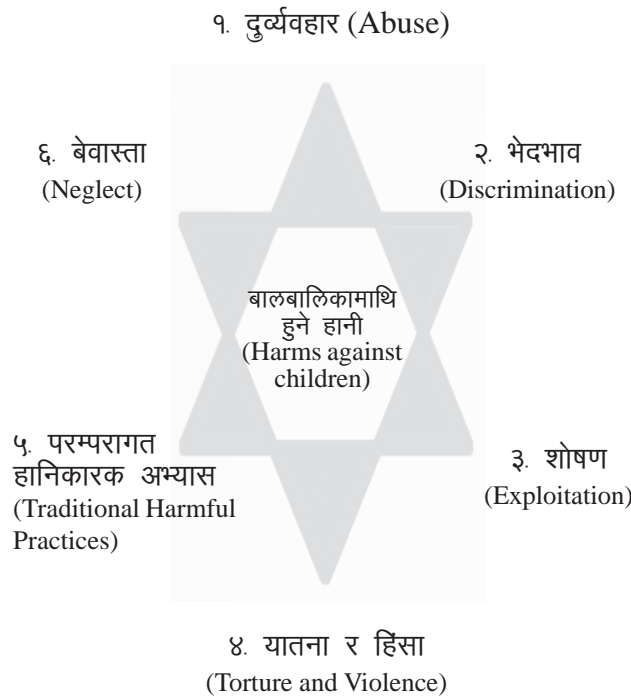 १. दुर्व्यवहार (Abuse)
६. बेवास्ता
(Neglect)
२. भेदभाव
(Discrimination)
बालबालिकामाथि
हुने हानी
(Harms against
children)
५. परम्परागत
हानिकारक अभ्यास
(Traditional Harmful
Practices)
३. शोषण
(Exploitation)
४. यातना र हिंसा
(Torture and Violence)